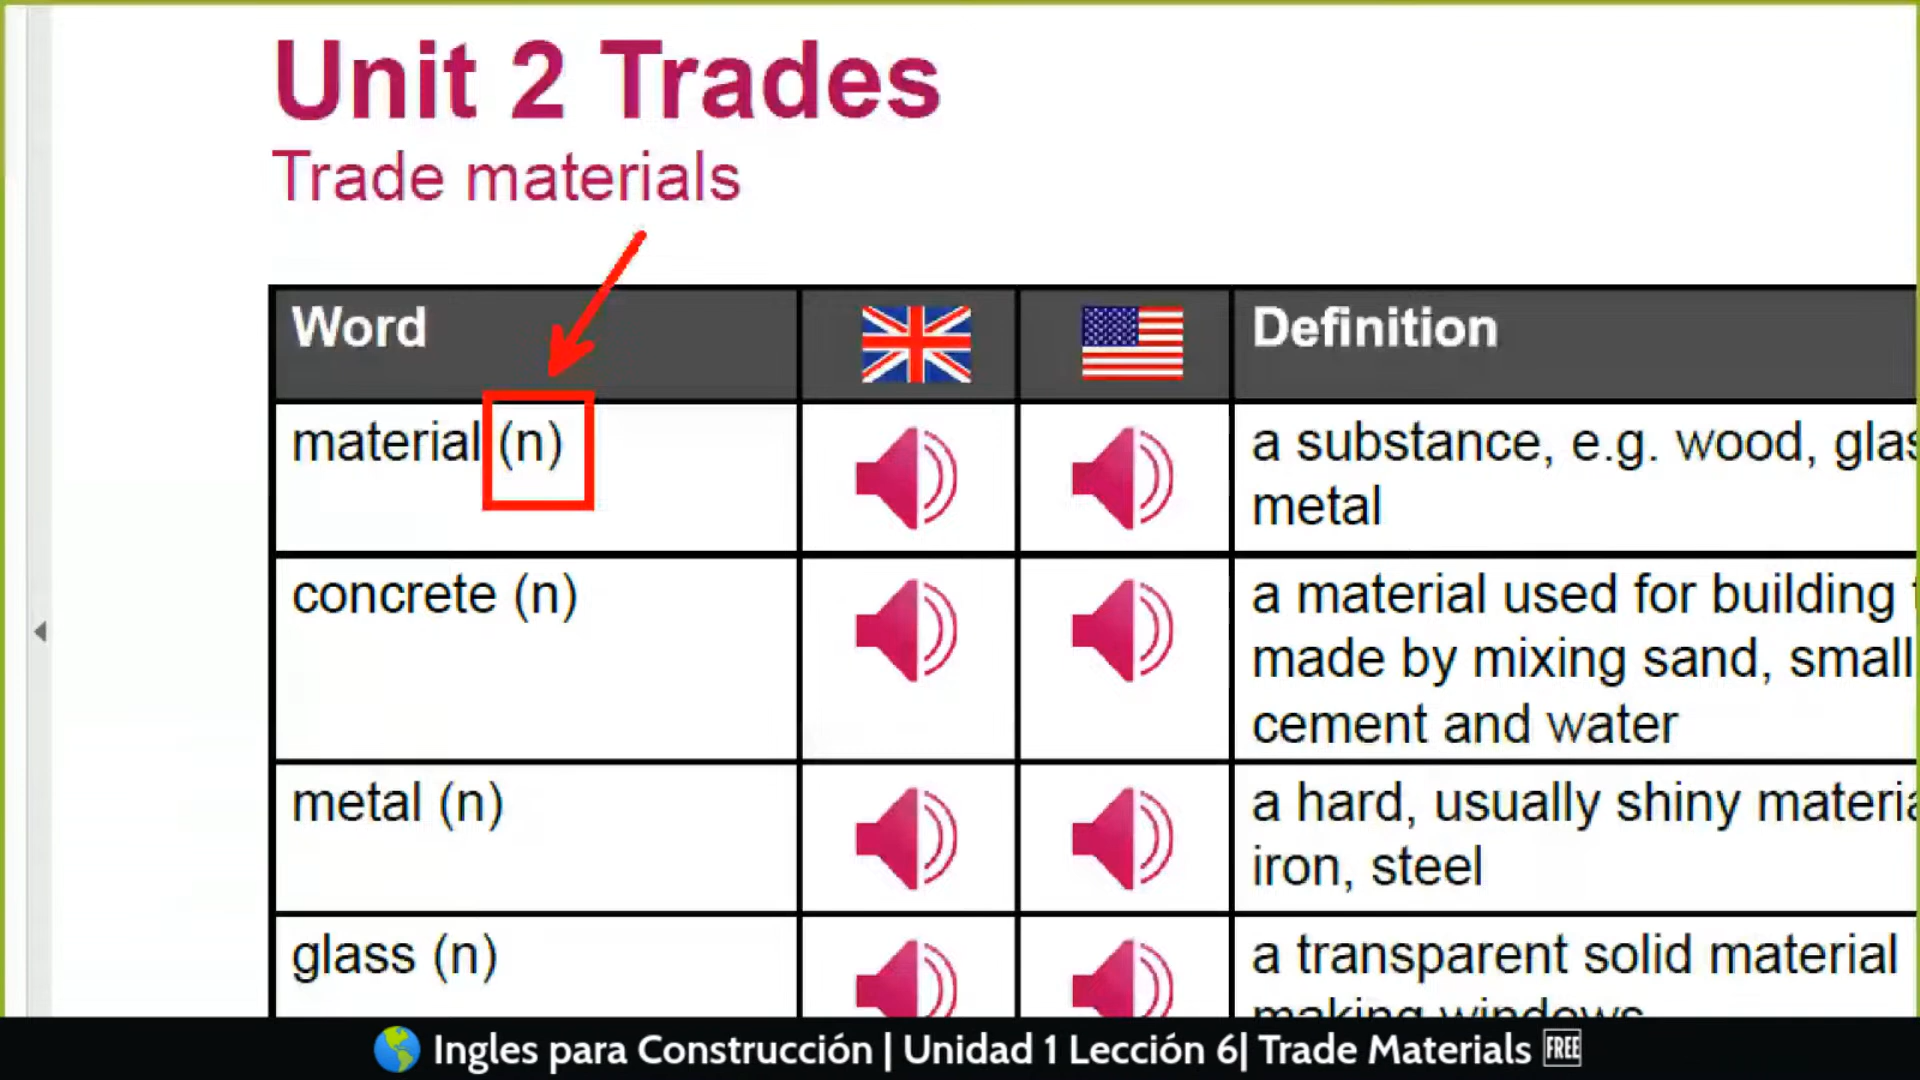 Unit 2 Trades
Trade materials
Word Definition
material (n) a substance, e.g. wood,
metal
concrete (n) a material used for building
made by mixing sand, small
cement and water
metal (n) a hard, usually shiny
iron, steel
glass (n) a transparent solid material
making windows
Ingles para Construcción | Unidad 1 Lección 6| Trade Materials FREE